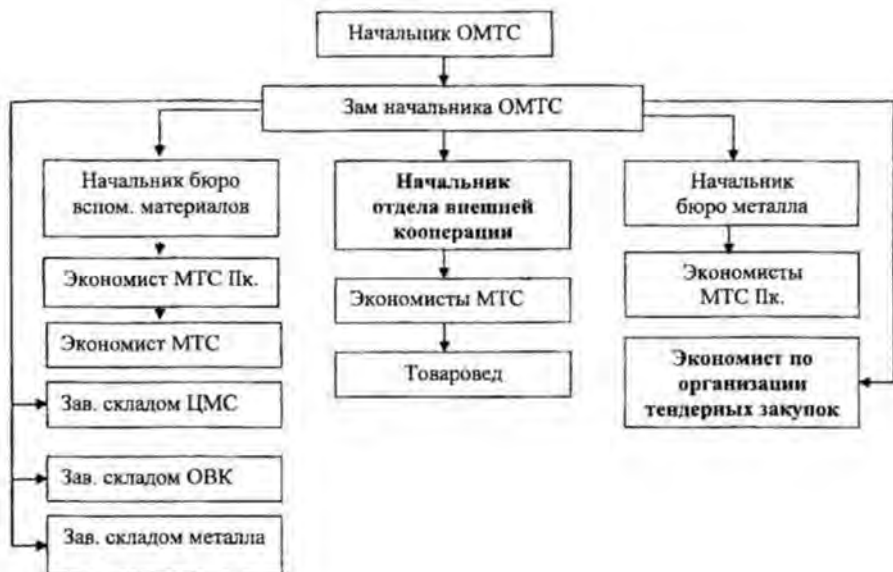 Начальник ОМТС
Зам начальника ОМТС
Начальник бюро
вспом. материалов
Начальник
отдела внешней
кооперации
Начальник
бюро металла
Экономист МТС IIк.
Экономисты МТС
Экономисты
МТС IIк.
Экономист МТС
Товаровед
Экономист по
организации
тендерных закупок
Зав. складом ЦМС
Зав. складом ОВК
Зав. складом металла